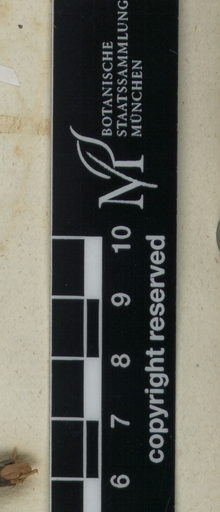 BOTANISCHE
STAATSSAMMLUNG
MÜNCHEN
M
6 7 8 9 10
copyright reserved